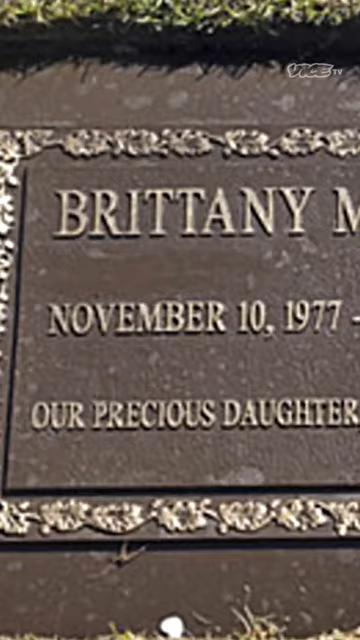 VICE TV
BRITTANY M
NOVEMBER 10, 1977 -
OUR PRECIOUS DAUGHTER